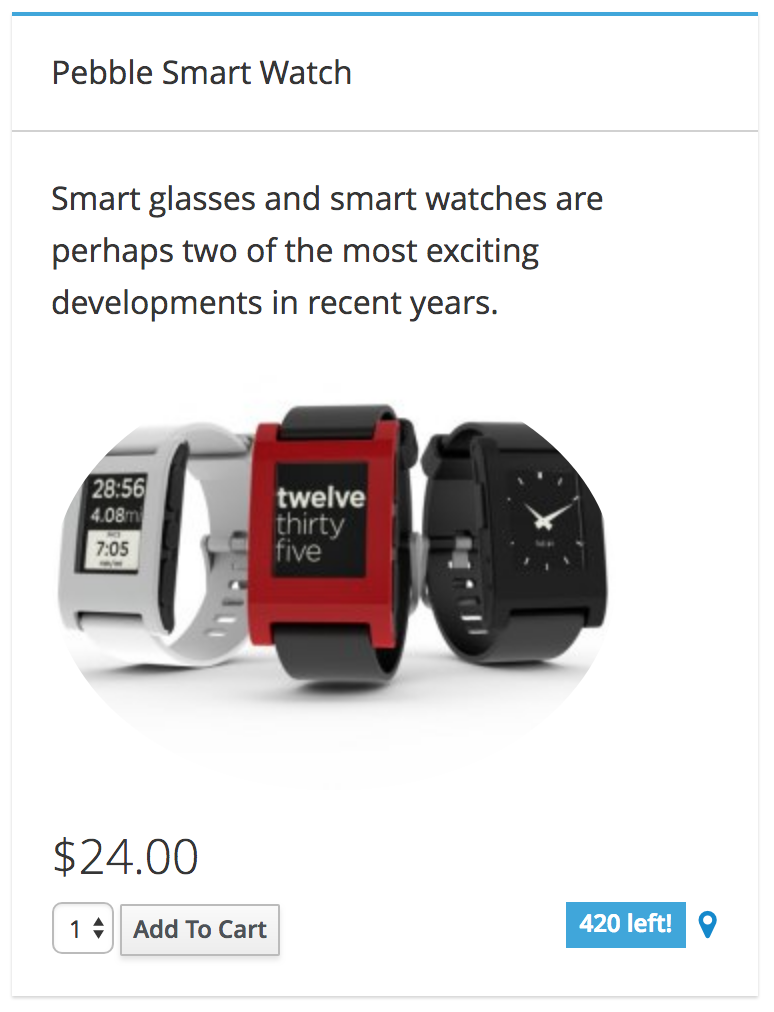 Pebble Smart Watch
Smart glasses and smart watches are
perhaps two of the most exciting
developments in recent years.
28:56
4.08mi
7:05
twelve
thirty
five
$24.00
1
Add To Cart
420 left!